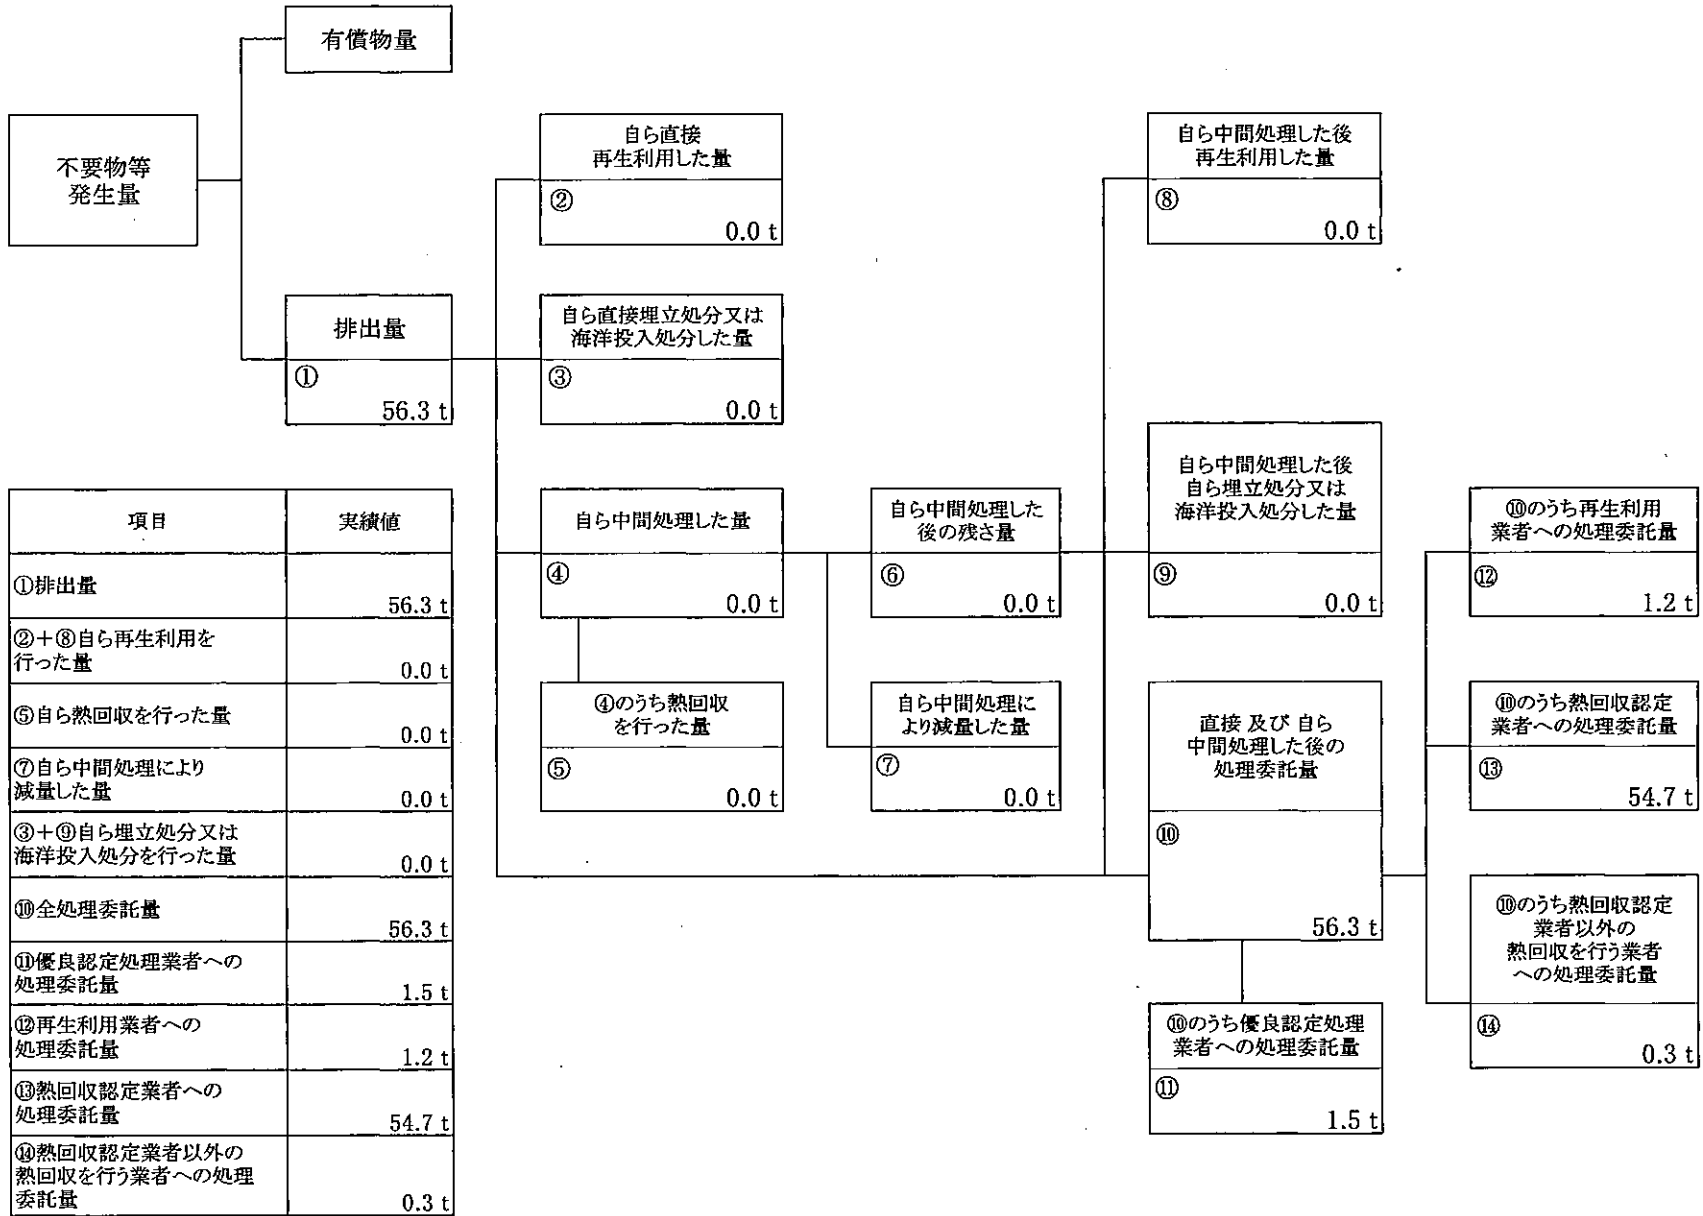 有償物量
不要物等
発生量
排出量
①
56.3 t
自ら直接
再生利用した量
②
0.0 t
自ら直接埋立処分又は
海洋投入処分した量
③
0.0 t
自ら中間処理した量
④
0.0 t
④のうち熱回収
を行った量
⑤
0.0 t
自ら中間処理した
後の残さ量
⑥
0.0 t
自ら中間処理に
より減量した量
⑦
0.0 t
自ら中間処理した後
再生利用した量
⑧
0.0 t
自ら中間処理した後
自ら埋立処分又は
海洋投入処分した量
⑨
0.0 t
直接 及び 自ら
中間処理した後の
処理委託量
⑩
56.3 t
⑩のうち優良認定処理
業者への処理委託量
⑪
1.5 t
⑩のうち再生利用
業者への処理委託量
⑫
1.2 t
⑩のうち熱回収認定
業者への処理委託量
⑬
54.7 t
⑩のうち熱回収認定
業者以外の
熱回収を行う業者
への処理委託量
⑭
0.3 t
項目 実績値
①排出量
56.3 t
②+⑧自ら再生利用を
行った量
0.0 t
⑤自ら熱回収を行った量
0.0 t
⑦自ら中間処理により
減量した量
0.0 t
③+⑨自ら埋立処分又は
海洋投入処分を行った量
0.0 t
⑩全処理委託量
56.3 t
⑪優良認定処理業者への
処理委託量
1.5 t
⑫再生利用業者への
処理委託量
1.2 t
⑬熱回収認定業者への
処理委託量
54.7 t
⑭熱回収認定業者以外の
熱回収を行う業者への処理
委託量
0.3 t